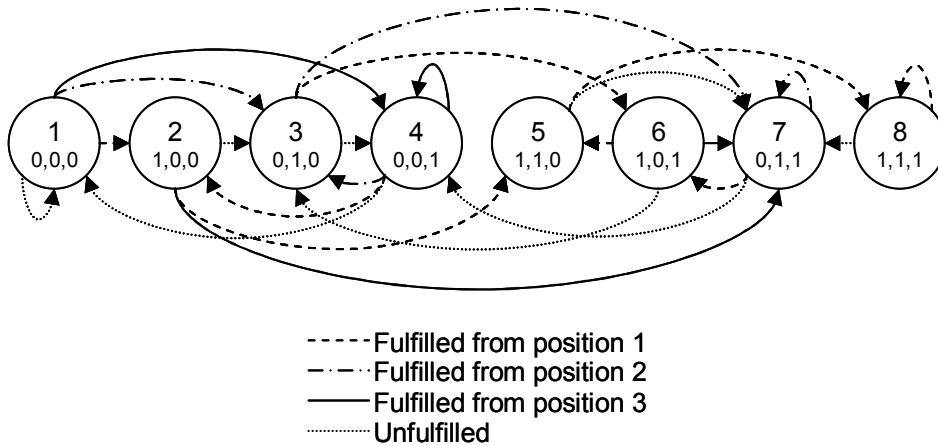 1 2 3 4 5 6 7 8
0,0,0 1,0,0 0,1,0 0,0,1 1,1,0 1,0,1 0,1,1 1,1,1
Fulfilled from position 1
Fulfilled from position 2
Fulfilled from position 3
Unfulfilled